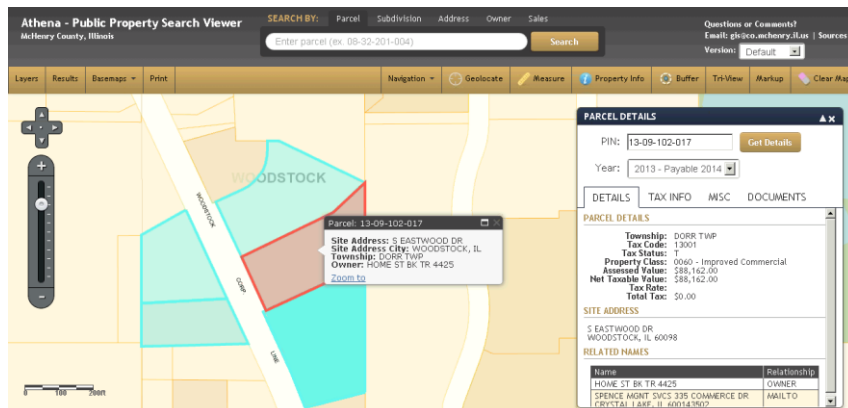 Athena - Public Property Search Viewer
McHenry County, Illinois
SEARCH BY: Parcel Subdivision Address Owner Sales
Enter parcel (ex. 08-32-201-004) Search
Questions or Comments?
Email: gis@co.mchenry.il.us | Sources
Version: Default
Layers Results Basemaps Print Navigation Geolocate Measure Property Info Buffer Tri-View Markup Clear Map
WOODSTOCK
WOODSTOCK
CORP
LINE
Parcel: 13-09-102-017
Site Address: S EASTWOOD DR
Site Address City: WOODSTOCK, IL
Township: DORR TWP
Owner: HOME ST BK TR 4425
Zoom to
0 100 200ft
PARCEL DETAILS
PIN: 13-09-102-017 Get Details
Year: 2013 - Payable 2014
DETAILS TAX INFO MISC DOCUMENTS
PARCEL DETAILS
Township: DORR TWP
Tax Code: 13001
Tax Status: T
Property Class: 0060 - Improved Commercial
Assessed Value: $88,162.00
Net Taxable Value: $88,162.00
Tax Rate:
Total Tax: $0.00
SITE ADDRESS
S EASTWOOD DR
WOODSTOCK, IL 60098
RELATED NAMES
Name Relationship
HOME ST BK TR 4425 OWNER
SPENCE MGNT SVCS 335 COMMERCE DR MAILTO
CRYSTAL LAKE, IL 600143502